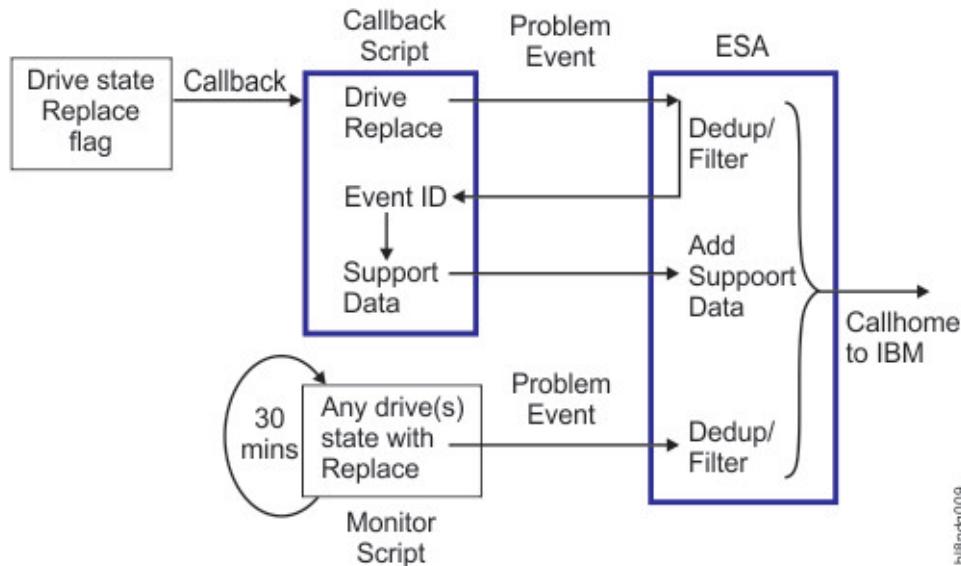 Callback
Script
Problem
Event
ESA
Drive state
Replace
flag
Callback
Drive
Replace
Dedup/
Filter
Event ID
Support
Data
Add
Suppoort
Data
Callhome
to IBM
30
mins
Any drive(s)
state with
Replace
Problem
Event
Dedup/
Filter
Monitor
Script